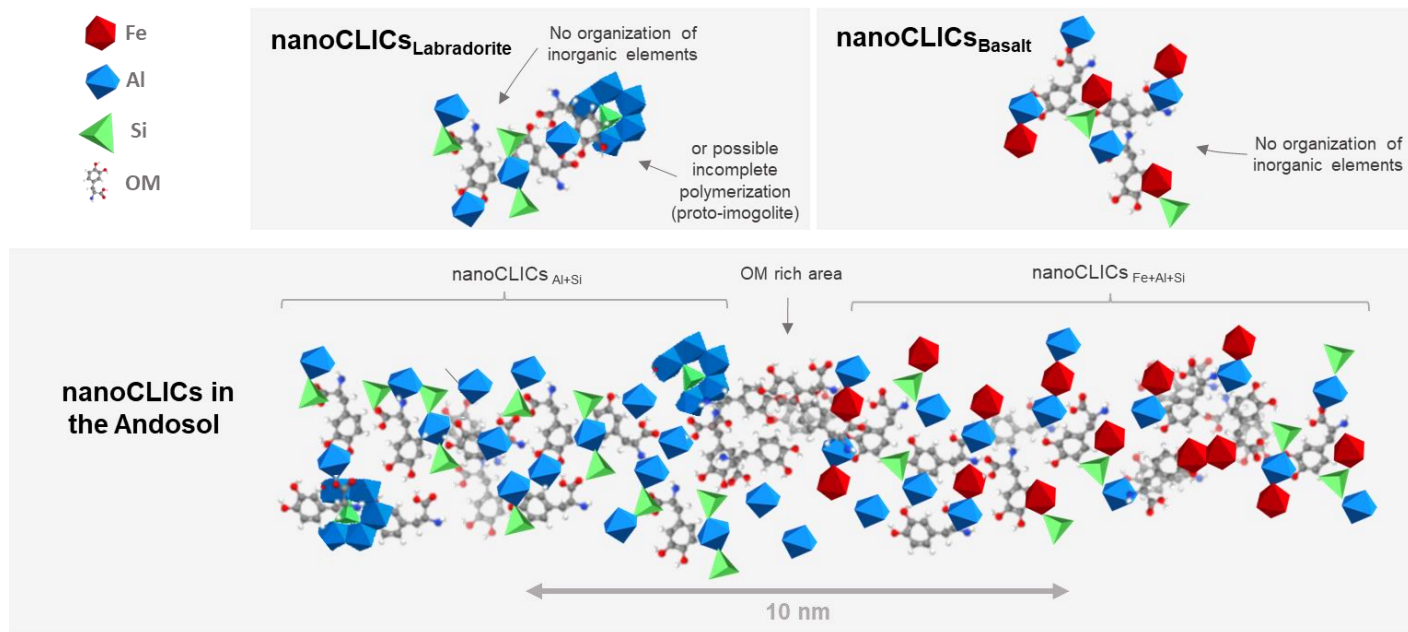 Fe
Al
Si
OM
nanoCLICsLabradorite
No organization of
inorganic elements
or possible
incomplete
polymerization
(proto-imogolite)
nanoCLICsBasalt
No organization of
inorganic elements
nanoCLICs Al+Si
OM rich area
nanoCLICs Fe+Al+Si
nanoCLICs in
the Andosol
10 nm